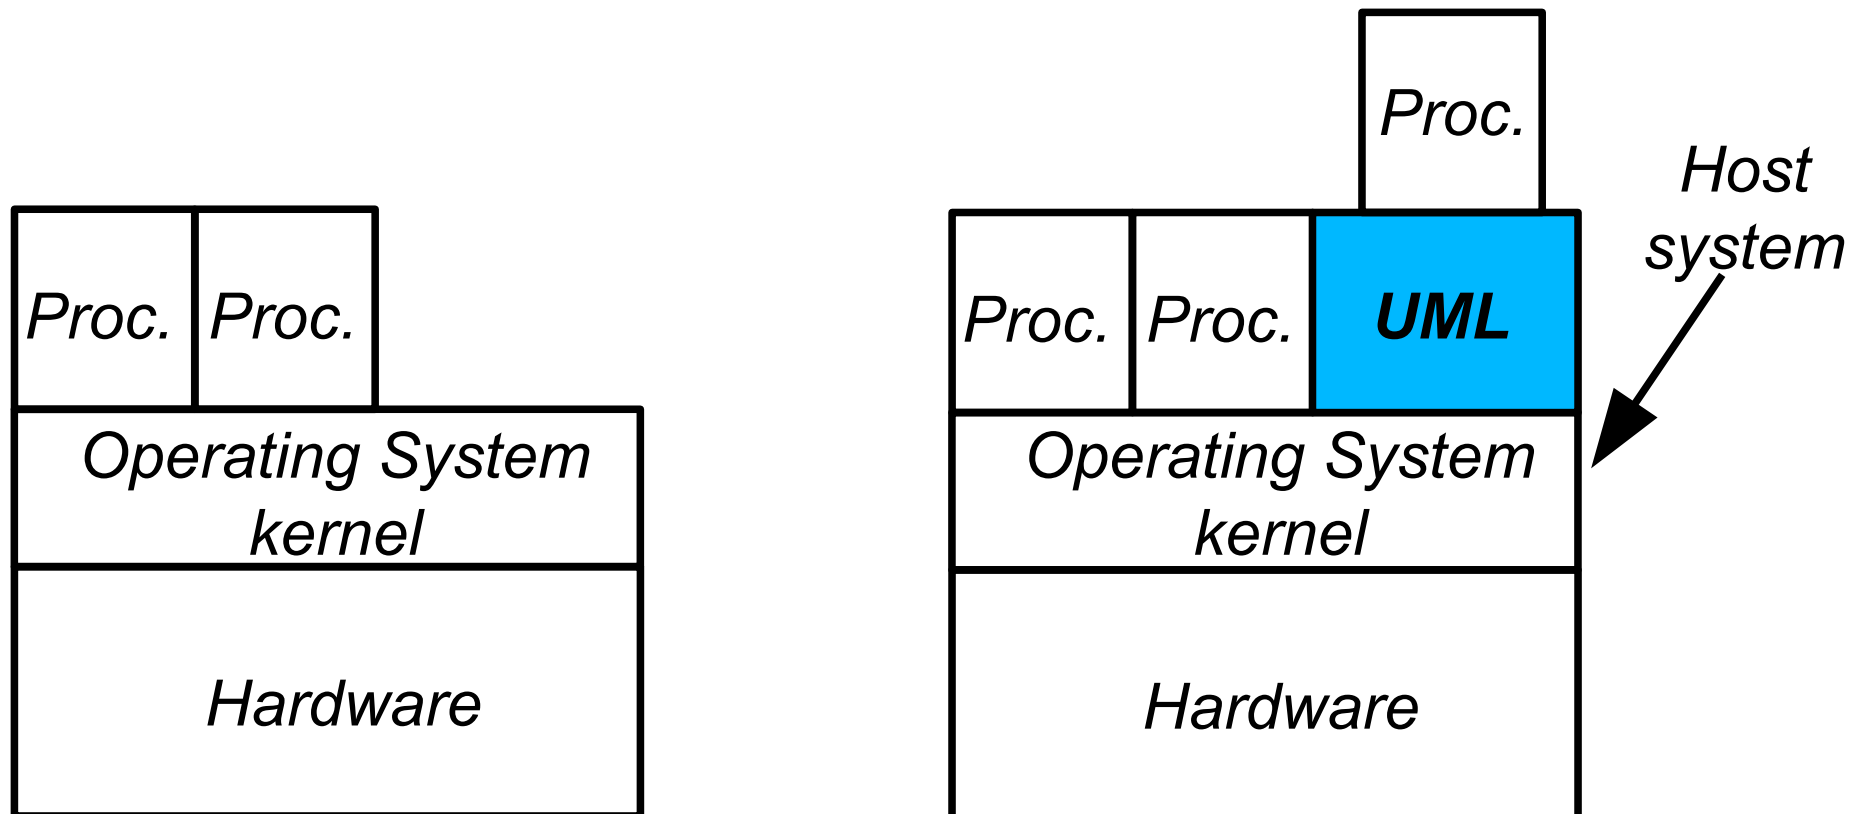 Proc. Proc.
Operating System
kernel
Hardware
Proc.
Host
system
Proc. Proc. UML
Operating System
kernel
Hardware